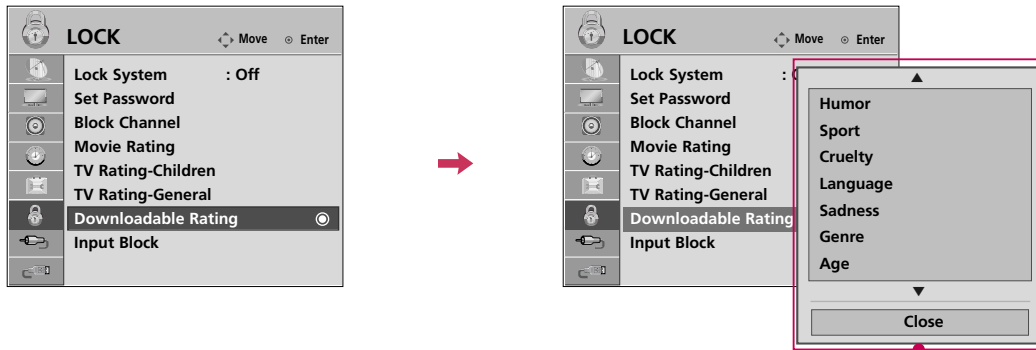 LOCK Move Enter
Lock System : Off
Set Password
Block Channel
Movie Rating
TV Rating-Children
TV Rating-General
Downloadable Rating
Input Block
LOCK Move Enter
Lock System :
Set Password
Block Channel
Movie Rating
TV Rating-Children
TV Rating-General
Downloadable Rating
Input Block
Humor
Sport
Cruelty
Language
Sadness
Genre
Age
Close